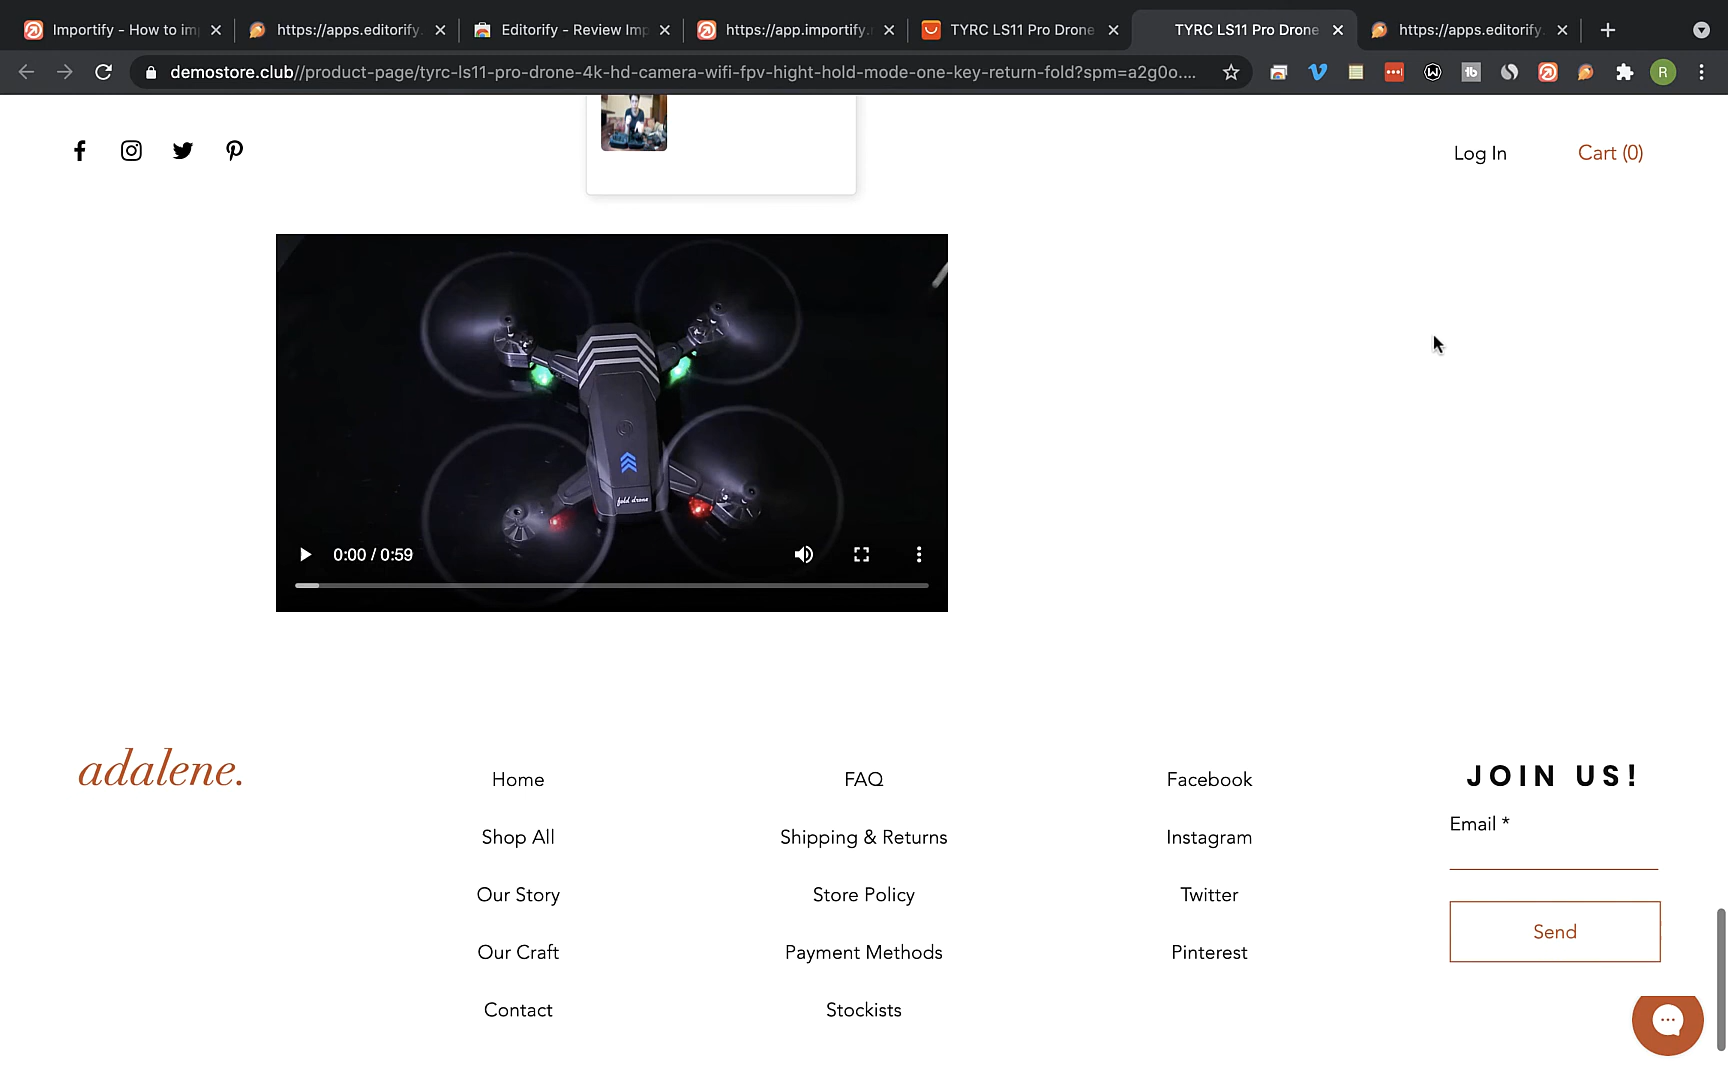 Importify - How to im
https://apps.editorify.
Editorify - Review Imp
https://app.importify.
TYRC LS11 Pro Drone
TYRC LS11 Pro Drone
https://apps.editorify.
demostore.club//product-page/tyrc-ls11-pro-drone-4k-hd-camera-wifi-fpv-hight-hold-mode-one-key-return-fold?spm=a2g0o....
tb
R
Log In
Cart (0)
fold drone
0:00 / 0:59
adalene.
Home
Shop All
Our Story
Our Craft
Contact
FAQ
Shipping & Returns
Store Policy
Payment Methods
Stockists
Facebook
Instagram
Twitter
Pinterest
JOIN US!
Email *
Send